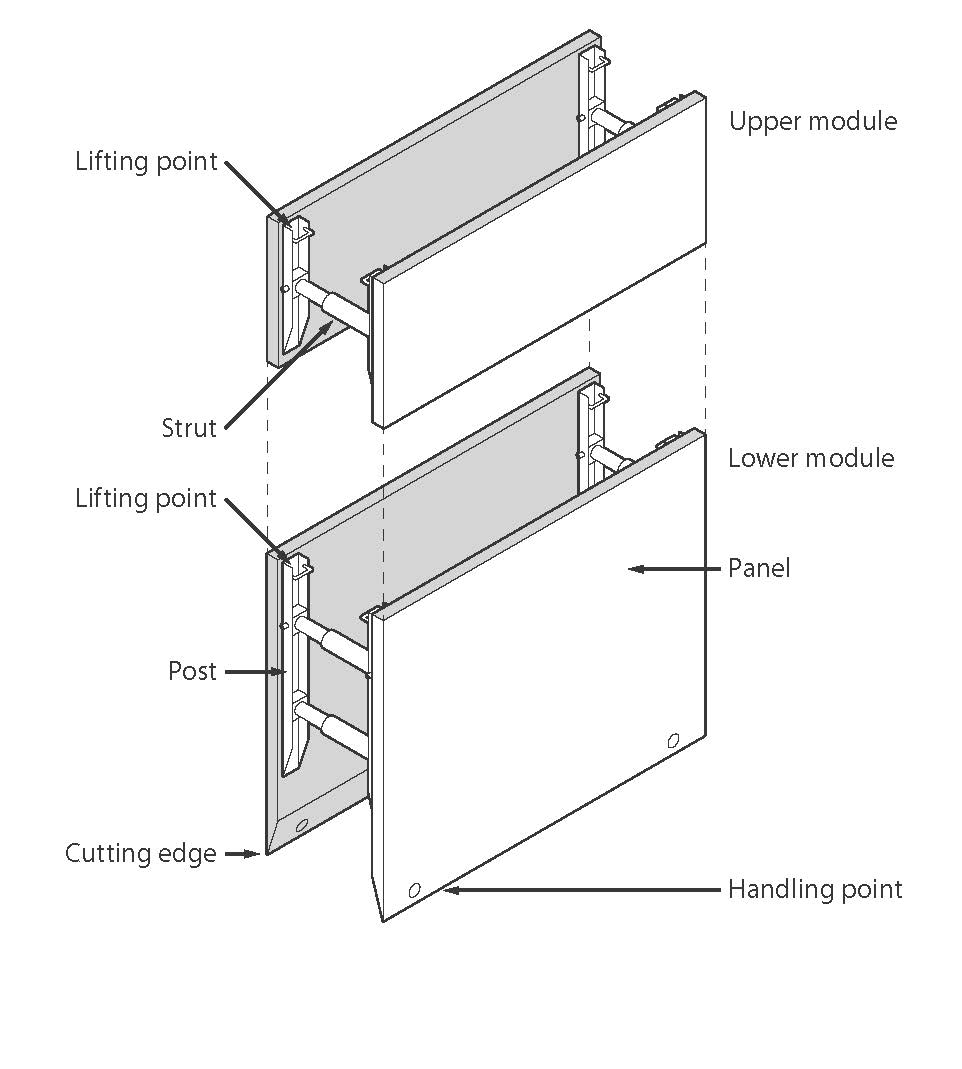 Upper module
Lifting point
Strut
Lower module
Lifting point
Panel
Post
Cutting edge
Handling point